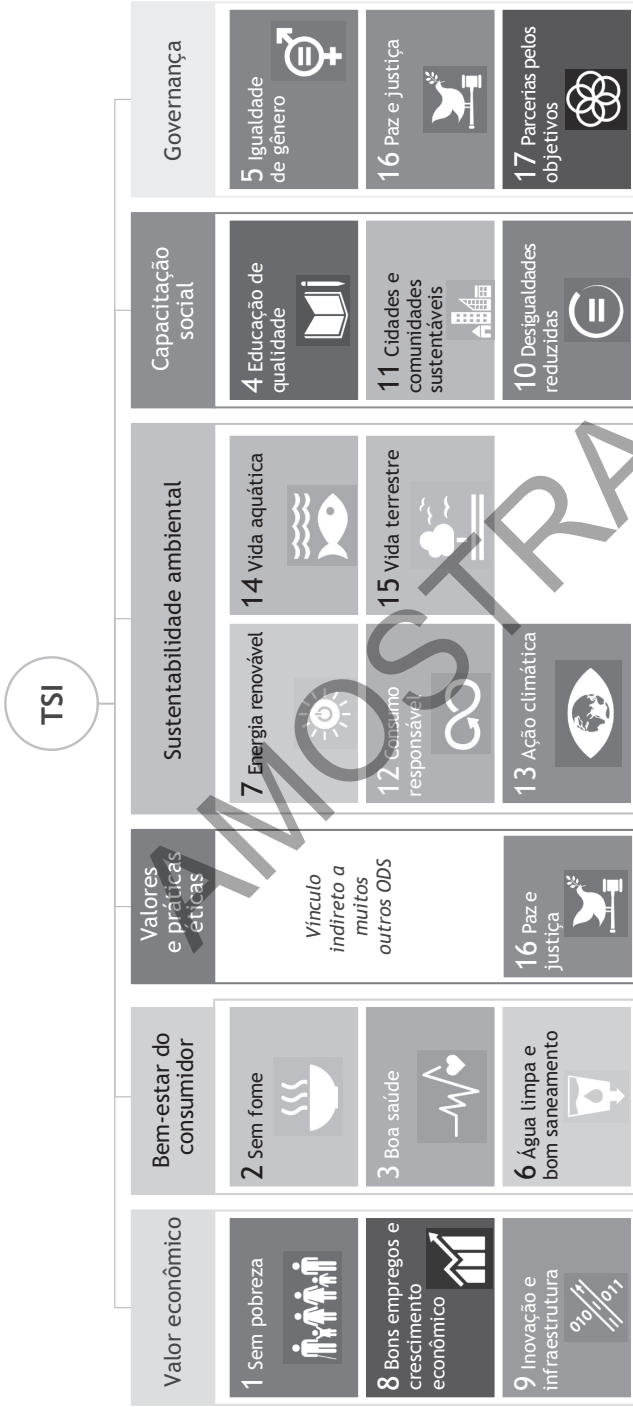 TSI
Valor econômico
1 Sem pobreza
8 Bons empregos e
crescimento
econômico
9 Inovação e
infraestrutura
010/11
11/011
Bem-estar do
consumidor
2 Sem fome
3 Boa saúde
6 Água limpa e
bom saneamento
Valores
e práticas
éticas
Vínculo
indireto a
muitos
outros ODS
16 Paz e
justiça
Sustentabilidade ambiental
7 Energia renovável
14 Vida aquática
12 Consumo
responsável
15 Vida terrestre
13 Ação climática
Capacitação
social
4 Educação de
qualidade
11 Cidades e
comunidades
sustentáveis
10 Desigualdades
reduzidas
Governança
5 Igualdade
de gênero
16 Paz e justiça
17 Parcerias pelos
objetivos
AMOSTRA